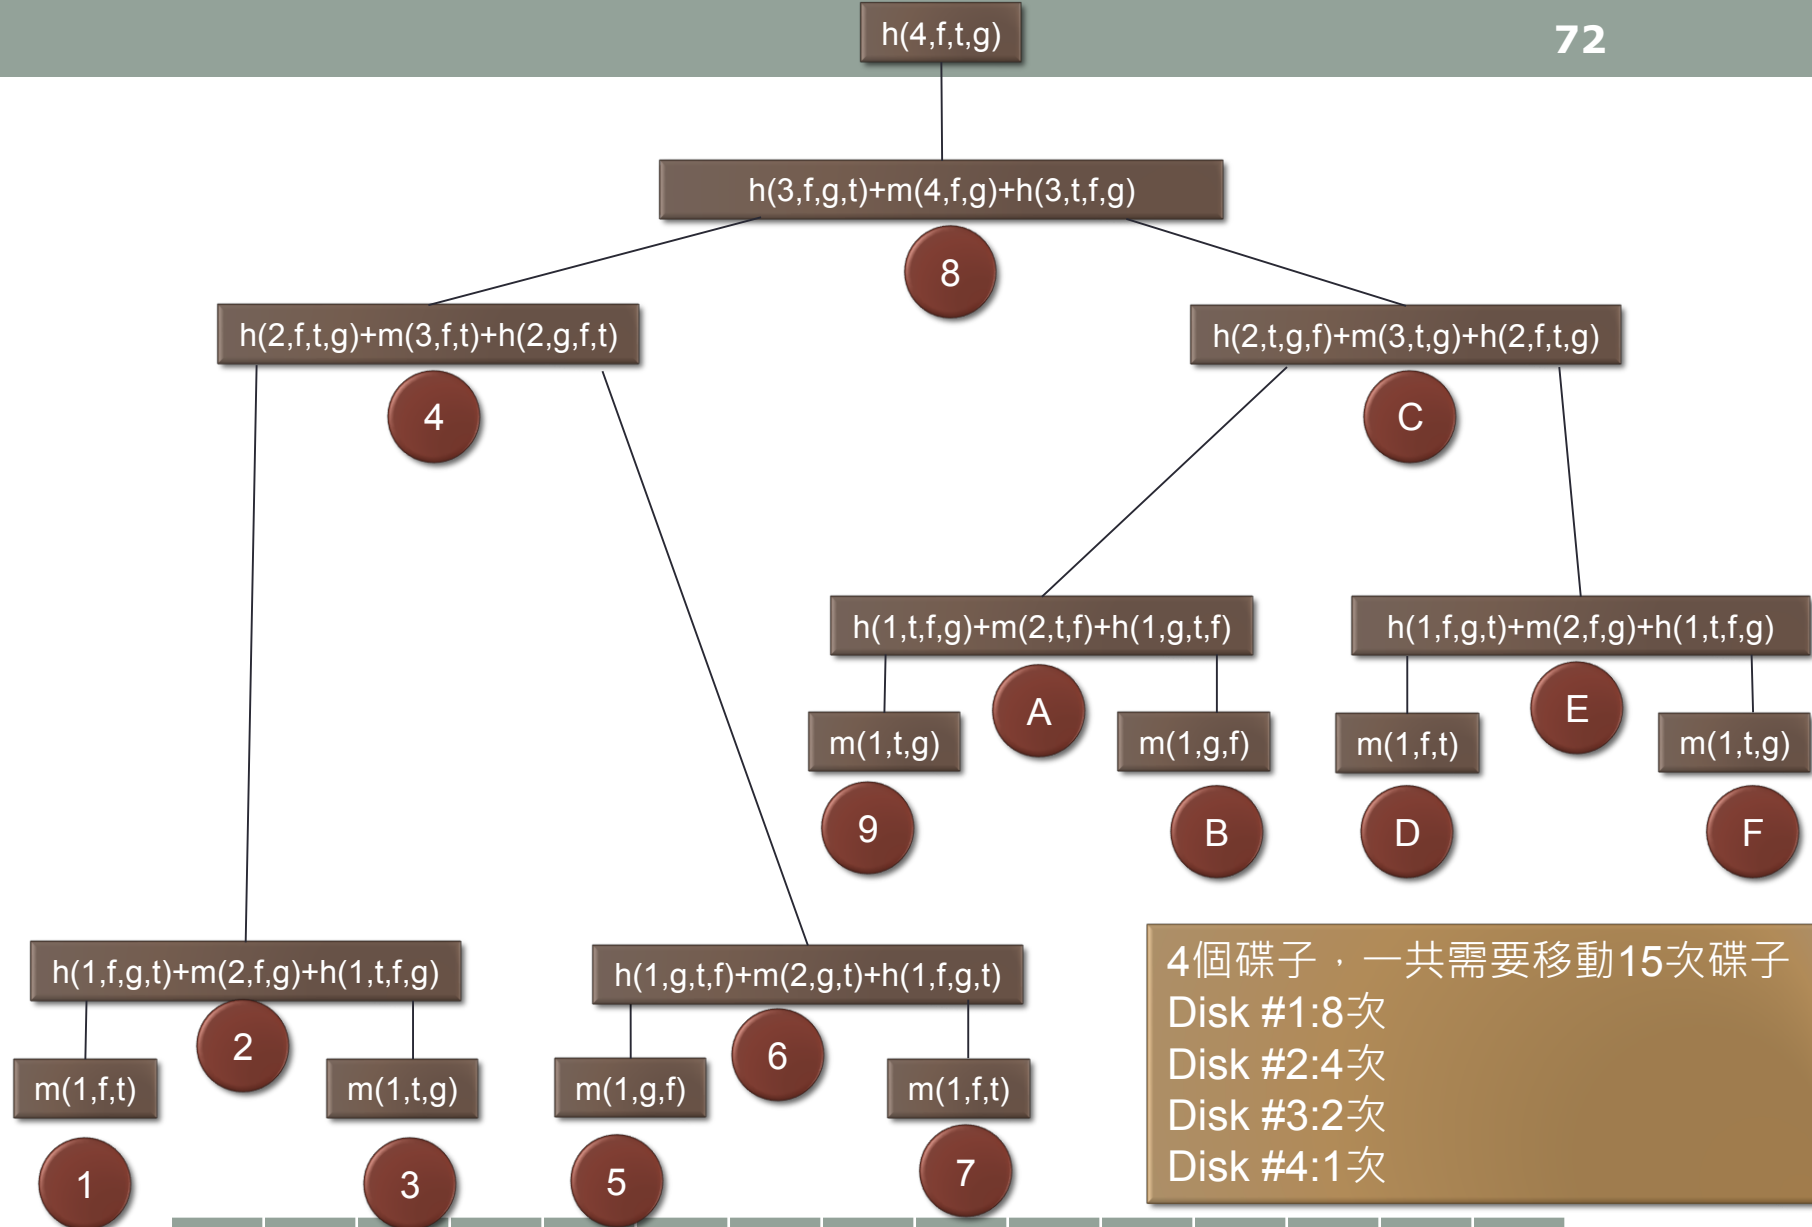 h(4,f,t,g)
72
h(3,f,g,t)+m(4,f,g)+h(3,t,f,g)
8
h(2,f,t,g)+m(3,f,t)+h(2,g,f,t)
h(2,t,g,f)+m(3,t,g)+h(2,f,t,g)
4
C
h(1,t,f,g)+m(2,t,f)+h(1,g,t,f)
h(1,f,g,t)+m(2,f,g)+h(1,t,f,g)
A
E
m(1,t,g)
m(1,g,f)
m(1,f,t)
m(1,t,g)
9
B
D
F
h(1,f,g,t)+m(2,f,g)+h(1,t,f,g)
h(1,g,t,f)+m(2,g,t)+h(1,f,g,t)
2
6
m(1,f,t)
m(1,t,g)
m(1,g,f)
m(1,f,t)
1
3
5
7
4個碟子，一共需要移動15次碟子
Disk #1:8次
Disk #2:4次
Disk #3:2次
Disk #4:1次